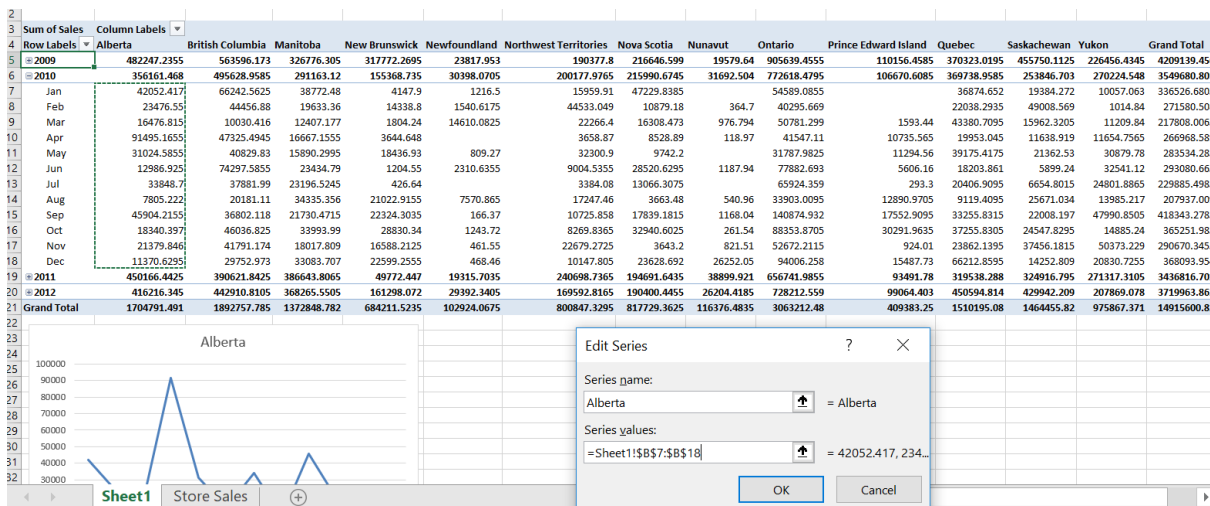 2
3 Sum of Sales Column Labels
4 Row Labels Alberta British Columbia Manitoba New Brunswick Newfoundland Northwest Territories Nova Scotia Nunavut Ontario Prince Edward Island Quebec Saskachewan Yukon Grand Total
5 2009 482247.2355 563596.173 326776.305 317772.2695 23817.953 190377.8 216646.599 19579.64 905639.4555 110156.4585 370323.0195 455750.1125 226456.4345 4209139.45
6 2010 356161.468 495628.9585 291163.12 155368.735 30398.0705 200177.9765 215990.6745 31692.504 772618.4795 106670.6085 369738.9585 253846.703 270224.548 3549680.80
7 Jan 42052.417 66242.5625 38772.48 4147.9 1216.5 15959.91 47229.8385 54589.0855 36874.652 19384.272 10057.063 336526.680
8 Feb 23476.55 44456.88 19633.36 14338.8 1540.6175 44533.049 10879.18 364.7 40295.669 22038.2935 49008.569 1014.84 271580.50
9 Mar 16476.815 10030.416 12407.177 1804.24 14610.0825 22266.4 16308.473 976.794 50781.299 1593.44 43380.7095 15962.3205 11209.84 217808.006
10 Apr 91495.1655 47325.4945 16667.1555 3644.648 3658.87 8528.89 118.97 41547.11 10735.565 19953.045 11638.919 11654.7565 266968.58
11 May 31024.5855 40829.83 15890.2995 18436.93 809.27 32300.9 9742.2 31787.9825 11294.56 39175.4175 21362.53 30879.78 283534.28
12 Jun 12986.925 74297.5855 23434.79 1204.55 2310.6355 9004.5355 28520.6295 1187.94 77882.693 5606.16 18203.861 5899.24 32541.12 293080.66
13 Jul 33848.7 37881.99 23196.5245 426.64 3384.08 13066.3075 65924.359 293.3 20406.9095 6654.8015 24801.8865 229885.498
14 Aug 7805.222 20181.11 34335.356 21022.9155 7570.865 17247.46 3663.48 540.96 33903.0095 12890.9705 9119.4095 25671.034 13985.217 207937.00
15 Sep 45904.2155 36802.118 21730.4715 22324.3035 166.37 10725.858 17839.1815 1168.04 140874.932 17552.9095 33255.8315 22008.197 47990.8505 418343.278
16 Oct 18340.397 46036.825 33993.99 28830.34 1243.72 8269.8365 32940.6025 261.54 88353.8705 30291.9635 37255.8305 24547.8295 14885.24 365251.98
17 Nov 21379.846 41791.174 18017.809 16588.2125 461.55 22679.2725 3643.2 821.51 52672.2115 924.01 23862.1395 37456.1815 50373.229 290670.345
18 Dec 11370.6295 29752.973 33083.707 22599.2555 468.46 10147.805 23628.692 26252.05 94006.258 15487.73 66212.8595 14252.809 20830.7255 368093.95
19 2011 450166.4425 390621.8425 386643.8065 49772.447 19315.7035 240698.7365 194691.6435 38899.921 656741.9855 93491.78 319538.288 324916.795 271317.3105 3436816.70
20 2012 416216.345 442910.8105 368265.5505 161298.072 29392.3405 169592.8165 190400.4455 26204.4185 728212.559 99064.403 450594.814 429942.209 207869.078 3719963.86
21 Grand Total 1704791.491 1892757.785 1372848.782 684211.5235 102924.0675 800847.3295 817729.3625 116376.4835 3063212.48 409383.25 1510195.08 1464455.82 975867.371 14915600.8
22
23
24
25
26
27
28
29
30
31
32
Alberta
100000
90000
80000
70000
60000
50000
40000
30000
Edit Series ? 
Series name:
Alberta = Alberta
Series values:
=Sheet1!$B$7:$B$18 = 42052.417, 234...
OK Cancel
Sheet1 Store Sales